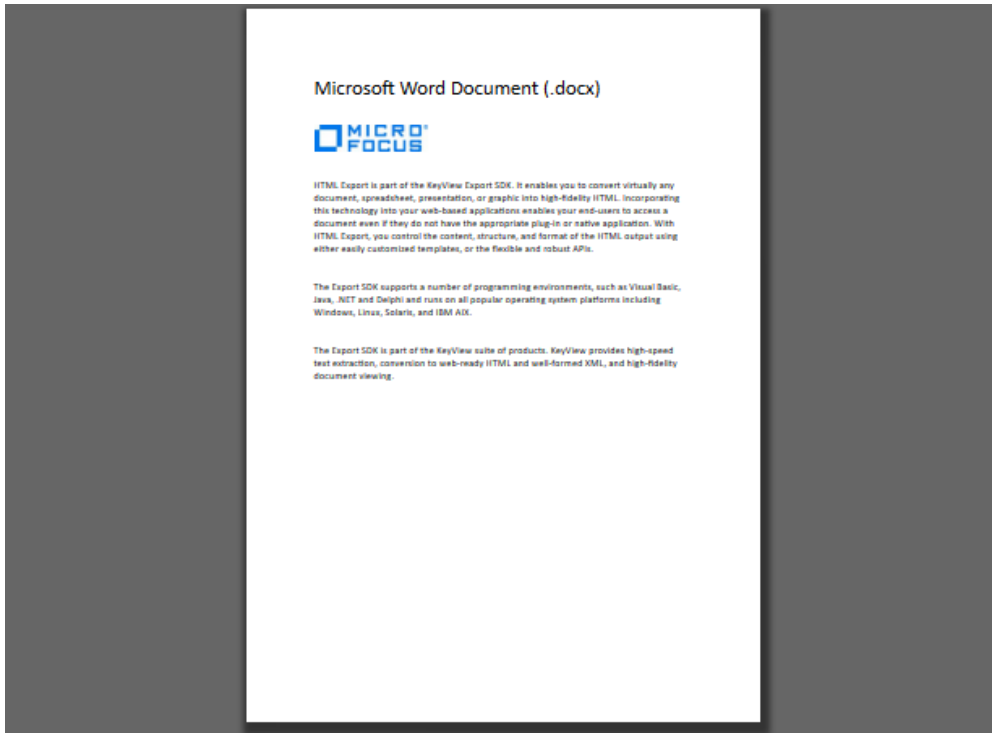 Microsoft Word Document (.docx)
MICRO®
FOCUS
HTML Export is part of the KeyView Export SDK. It enables you to convert virtually any
document, spreadsheet, presentation, or graphic into high-fidelity HTML. Incorporating
this technology into your web-based applications enables your end-users to access a
document even if they do not have the appropriate plug-in or native application. With
HTML Export, you control the content, structure, and format of the HTML output using
either easily customized templates, or the flexible and robust APIs.
The Export SDK supports a number of programming environments, such as Visual Basic,
Java, .NET and Delphi and runs on all popular operating system platforms including
Windows, Linux, Solaris, and IBM AIX.
The Export SDK is part of the KeyView suite of products. KeyView provides high-speed
text extraction, conversion to web-ready HTML and well-formed XML, and high-fidelity
document viewing.